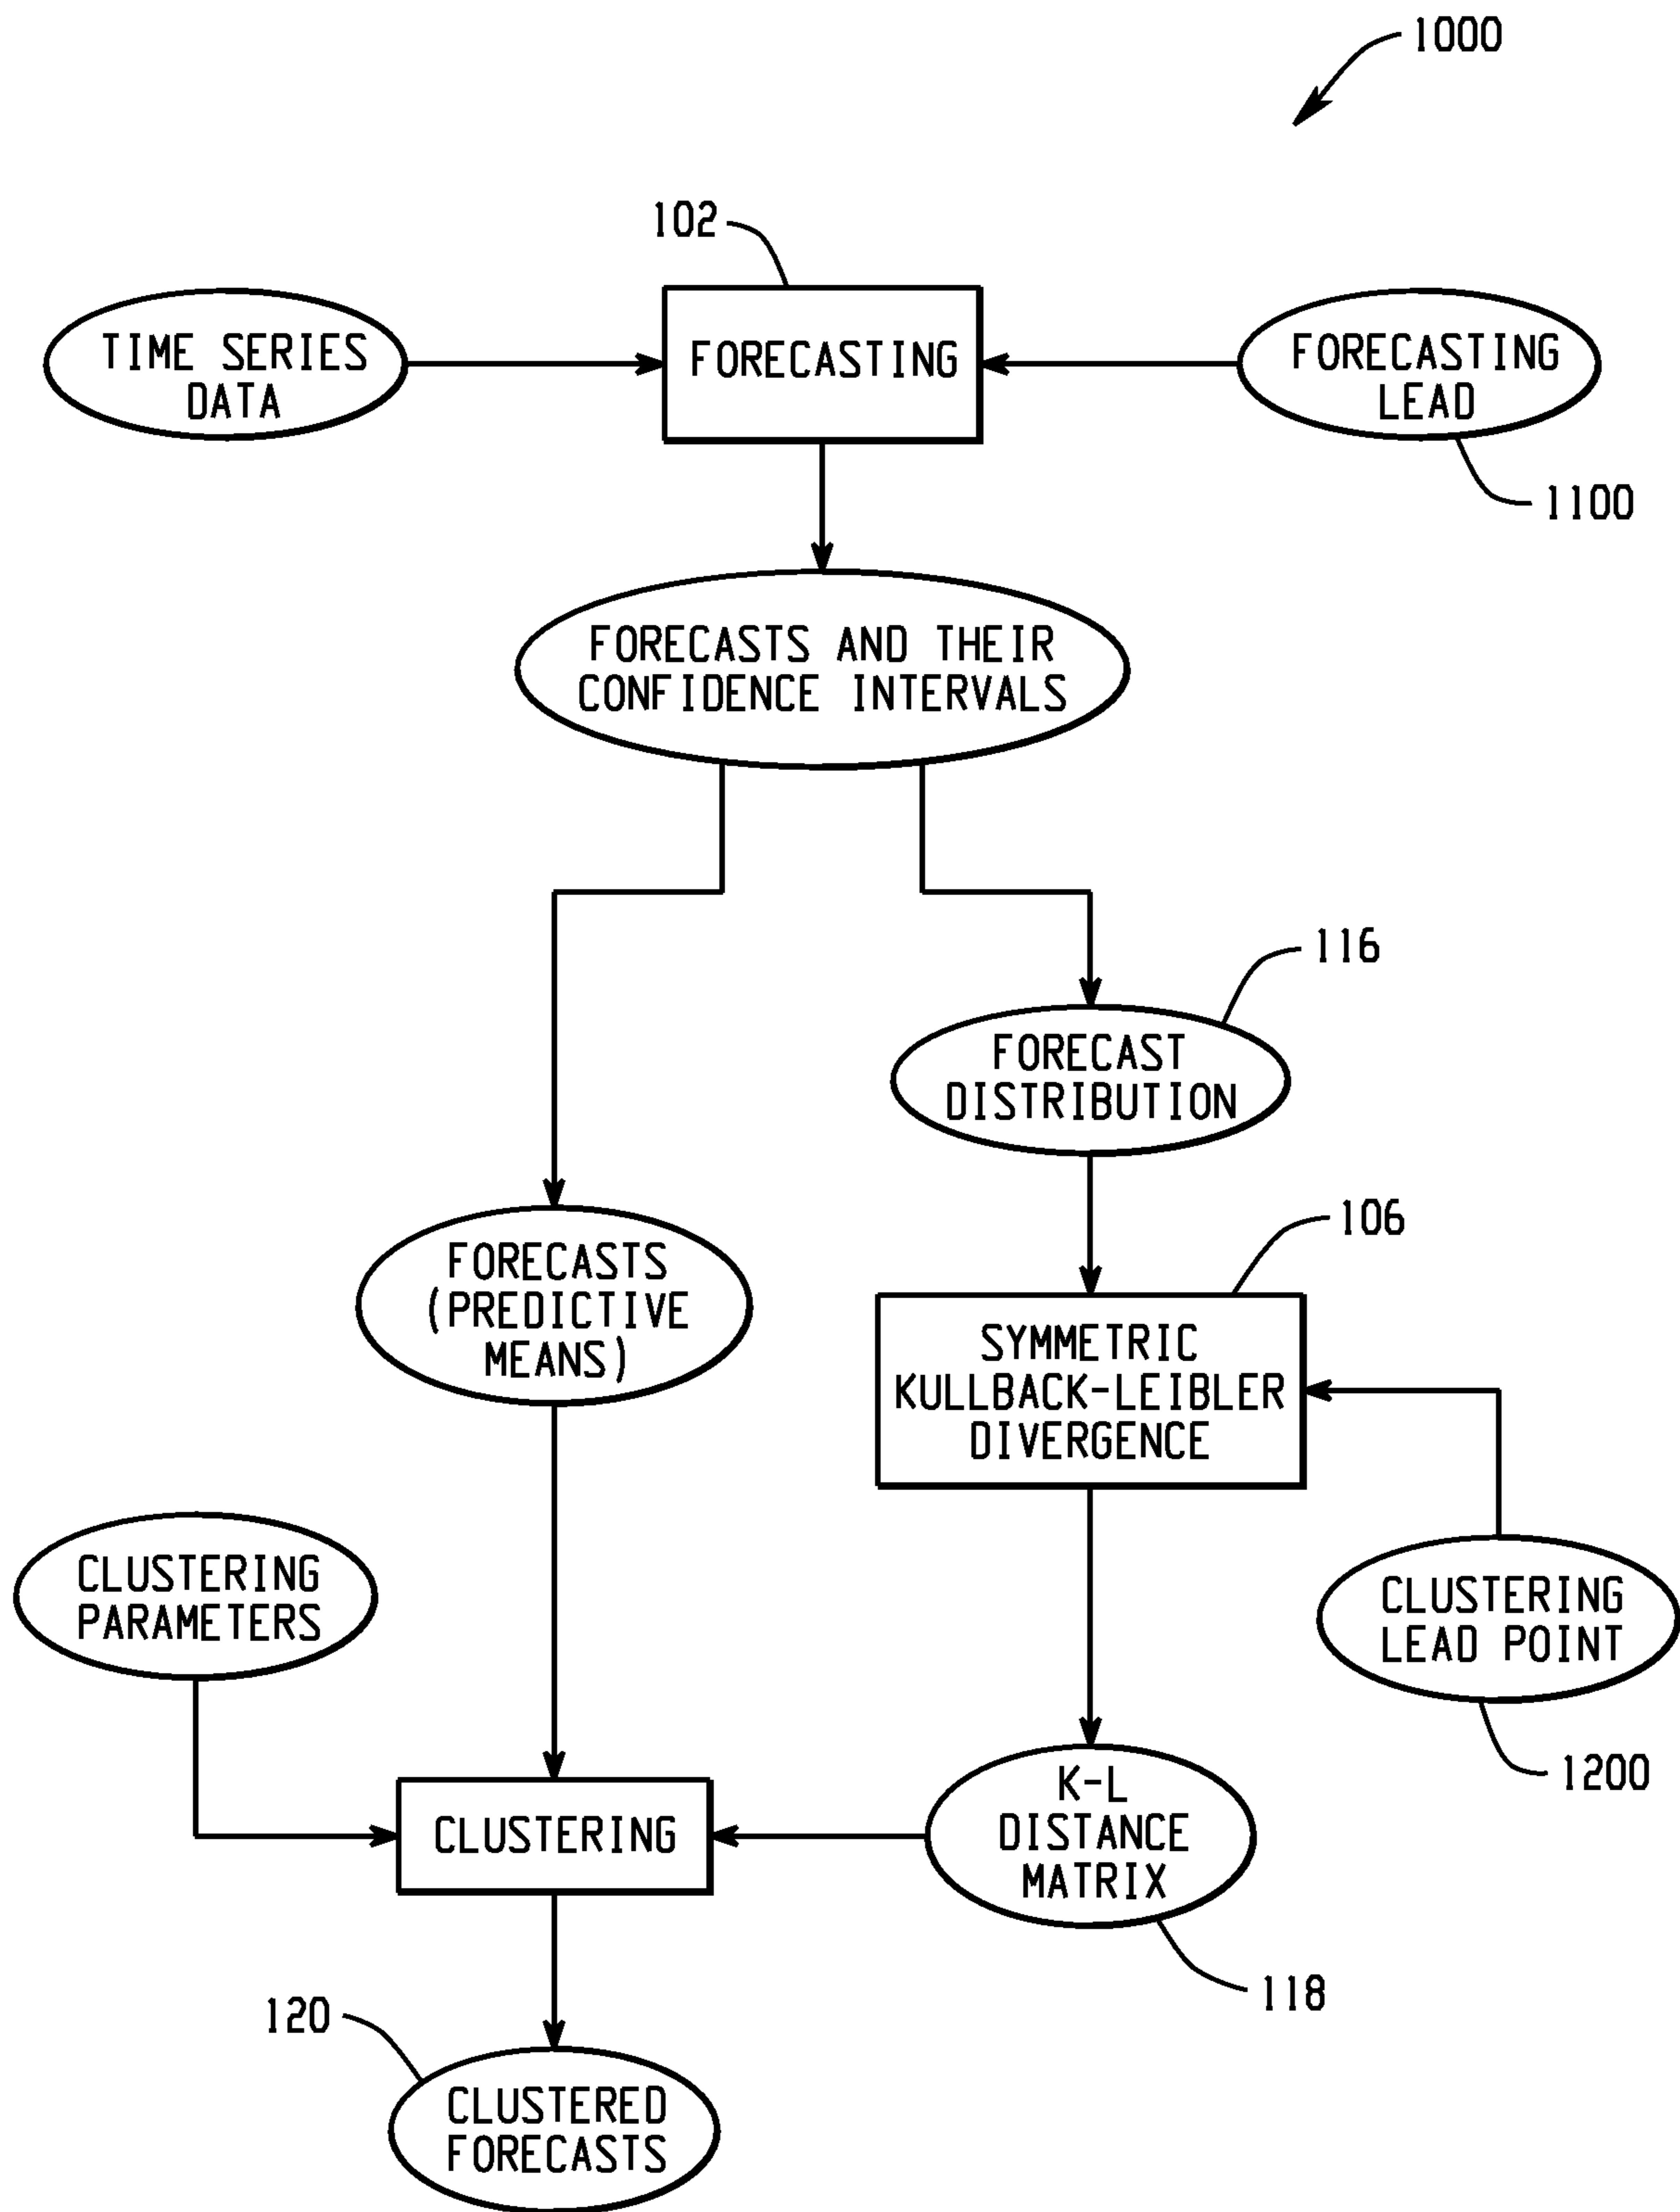 1000
102
TIME SERIES
DATA
FORECASTING
FORECASTING
LEAD
1100
FORECASTS AND THEIR
CONFIDENCE INTERVALS
116
FORECAST
DISTRIBUTION
106
FORECASTS
(PREDICTIVE
MEANS)
SYMMETRIC
KULLBACK-LEIBLER
DIVERGENCE
CLUSTERING
PARAMETERS
CLUSTERING
LEAD POINT
1200
CLUSTERING
K-L
DISTANCE
MATRIX
118
120
CLUSTERED
FORECASTS